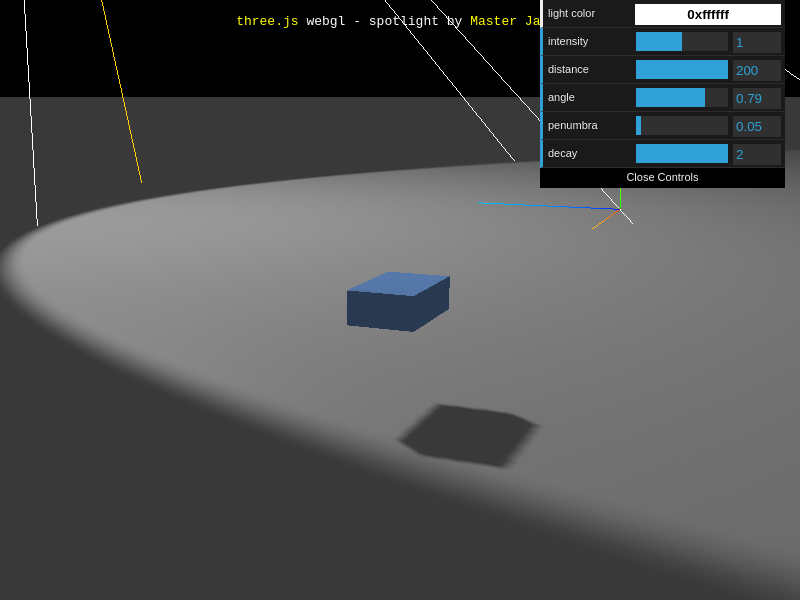 three.js webgl - spotlight by Master Ja
light color 0xffffff
intensity 1
distance 200
angle 0.79
penumbra 0.05
decay 2
Close Controls